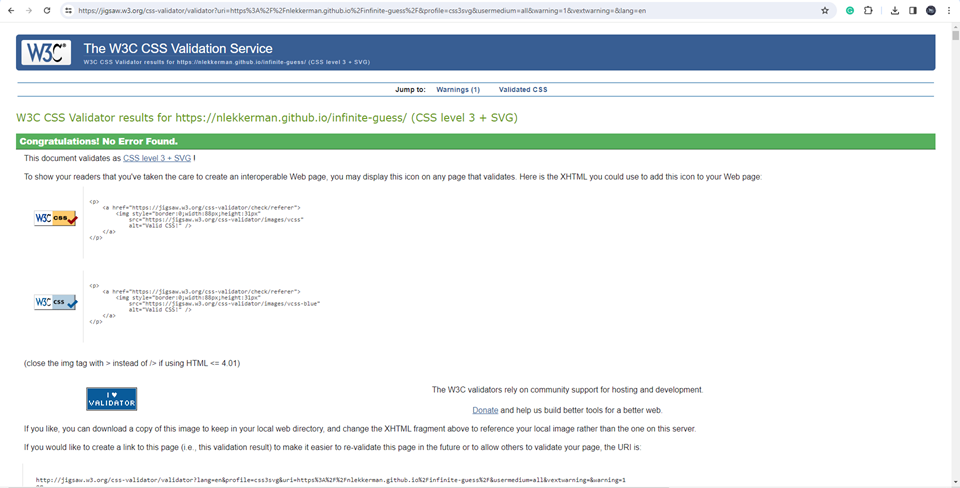 https://jigsaw.w3.org/css-validator/validator?uri=https%3A%2F%2Fnlekkerman.github.io%2Finfinite-guess%2F&profile=css3svg&usermedium=all&warning=1&vextwarning=&lang=en
W3C® The W3C CSS Validation Service
W3C CSS Validator results for https://nlekkerman.github.io/infinite-guess/ (CSS level 3 + SVG)
Jump to: Warnings (1) Validated CSS
W3C CSS Validator results for https://nlekkerman.github.io/infinite-guess/ (CSS level 3 + SVG)
Congratulations! No Error Found.
This document validates as CSS level 3 + SVG !
To show your readers that you've taken the care to create an interoperable Web page, you may display this icon on any page that validates. Here is the XHTML you could use to add this icon to your Web page:
W3C css
<p>
<a href="https://jigsaw.w3.org/css-validator/check/referer">
<img style="border:0;width:88px;height:31px"
src="https://jigsaw.w3.org/css-validator/images/vcss"
alt="Valid CSS!" />
</a>
</p>
W3C css
<p>
<a href="https://jigsaw.w3.org/css-validator/check/referer">
<img style="border:0;width:88px;height:31px"
src="https://jigsaw.w3.org/css-validator/images/vcss-blue"
alt="Valid CSS!" />
</a>
</p>
(close the img tag with > instead of /> if using HTML <= 4.01)
I ♥
VALIDATOR
The W3C validators rely on community support for hosting and development.
Donate and help us build better tools for a better web.
If you like, you can download a copy of this image to keep in your local web directory, and change the XHTML fragment above to reference your local image rather than the one on this server.
If you would like to create a link to this page (i.e., this validation result) to make it easier to re-validate this page in the future or to allow others to validate your page, the URI is:
http://jigsaw.w3.org/css-validator/validator?lang=en&profile=css3svg&uri=https%3A%2F%2Fnlekkerman.github.io%2Finfinite-guess%2F&usermedium=all&vextwarning=&warning=1